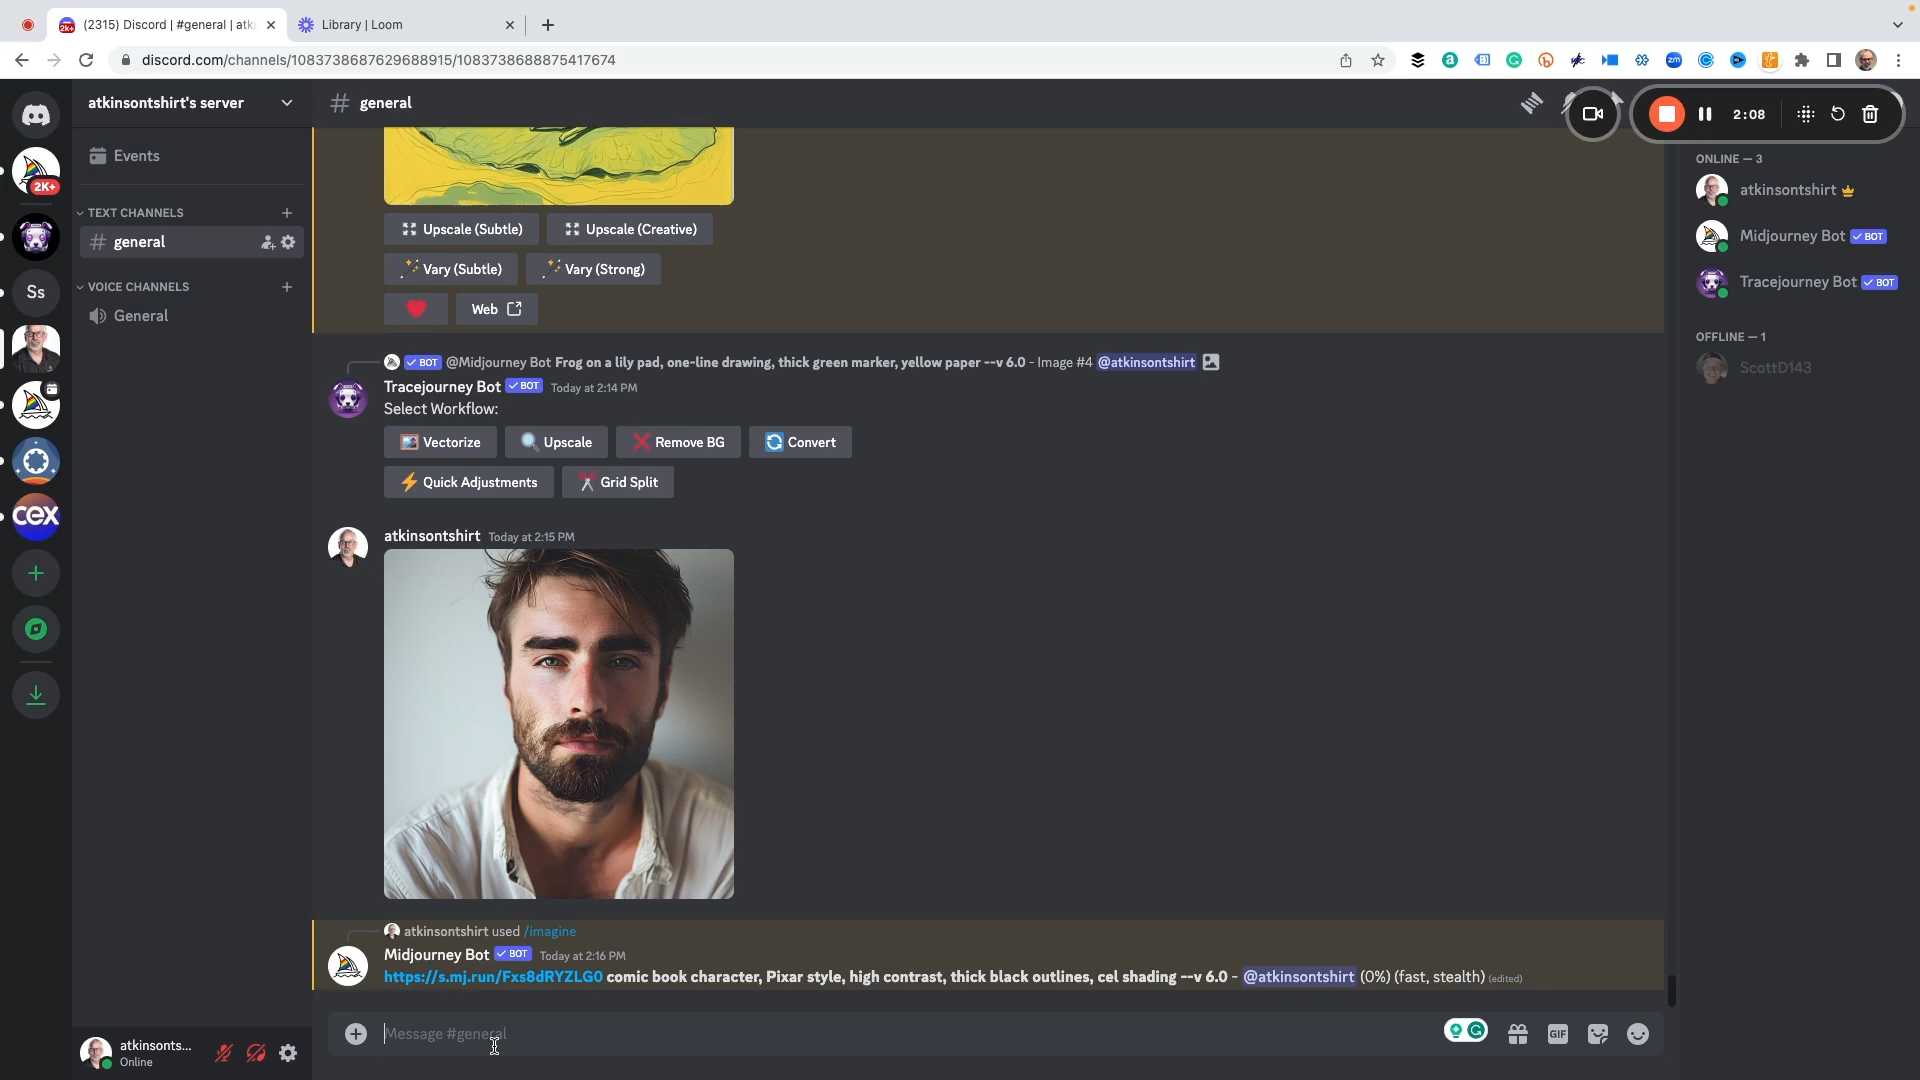 (2315) Discord | #general | atk
Library | Loom
discord.com/channels/1083738687629688915/1083738688875417674
atkinsontshirt's server
general
2:08
Events
ONLINE — 3
2K+
TEXT CHANNELS
atkinsontshirt
general
Upscale (Subtle)
Upscale (Creative)
Midjourney Bot
BOT
Vary (Subtle)
Vary (Strong)
Tracejourney Bot
BOT
VOICE CHANNELS
Ss
General
Web
OFFLINE — 1
BOT @Midjourney Bot Frog on a lily pad, one-line drawing, thick green marker, yellow paper --v 6.0 - Image #4 @atkinsontshirt
ScottD143
Tracejourney Bot BOT Today at 2:14 PM
Select Workflow:
Vectorize
Upscale
Remove BG
Convert
Quick Adjustments
Grid Split
cex
atkinsontshirt Today at 2:15 PM
atkinsontshirt used /imagine
Midjourney Bot BOT Today at 2:16 PM
https://s.mj.run/Fxs8dRYZLG0 comic book character, Pixar style, high contrast, thick black outlines, cel shading --v 6.0 - @atkinsontshirt (0%) (fast, stealth) (edited)
Message #general
GIF
atkinsonts...
Online